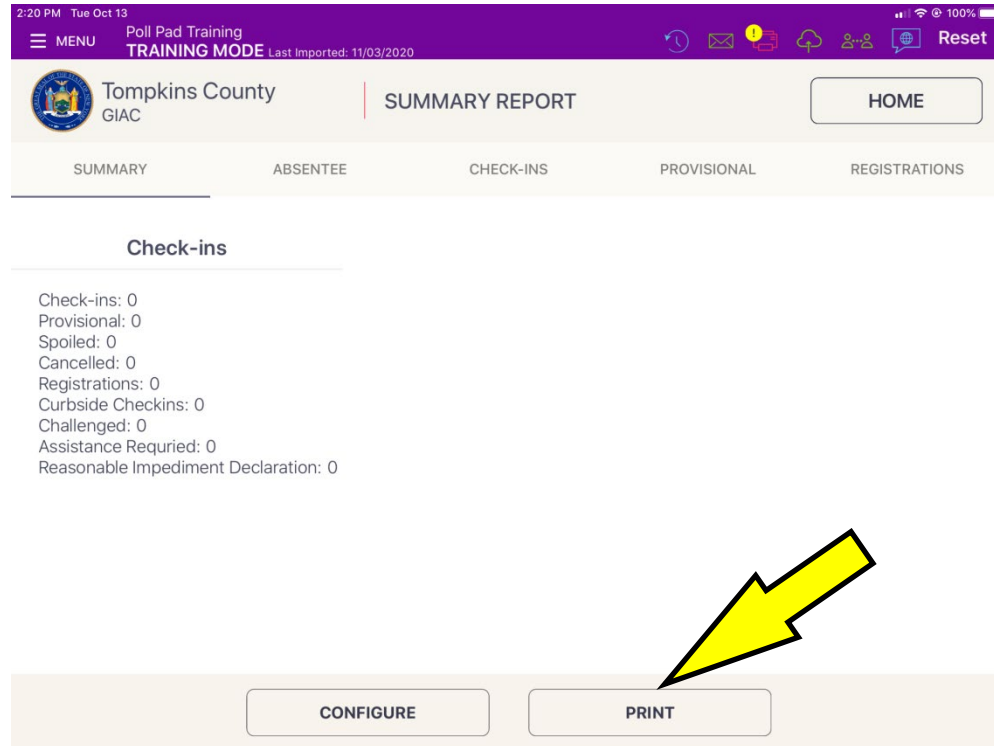 2:20 PM Tue Oct 13
100%
MENU
Poll Pad Training
TRAINING MODE Last Imported: 11/03/2020
Reset
Tompkins County
GIAC
SUMMARY REPORT
HOME
SUMMARY ABSENTEE CHECK-INS PROVISIONAL REGISTRATIONS
Check-ins
Check-ins: 0
Provisional: 0
Spoiled: 0
Cancelled: 0
Registrations: 0
Curbside Checkins: 0
Challenged: 0
Assistance Requried: 0
Reasonable Impediment Declaration: 0
CONFIGURE PRINT